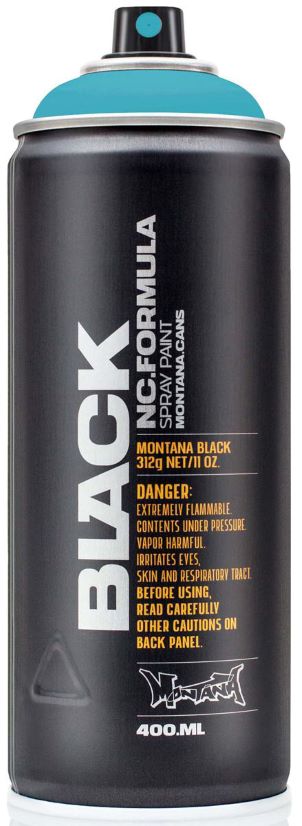 BLACK
NC.FORMULA
SPRAY PAINT
MONTANA.CANS
MONTANA BLACK
312g NET/11 OZ.
DANGER:
EXTREMELY FLAMMABLE.
CONTENTS UNDER PRESSURE.
VAPOR HARMFUL.
IRRITATES EYES,
SKIN AND RESPIRATORY TRACT.
BEFORE USING,
READ CAREFULLY
OTHER CAUTIONS ON
BACK PANEL.
MONTANA
400.ML